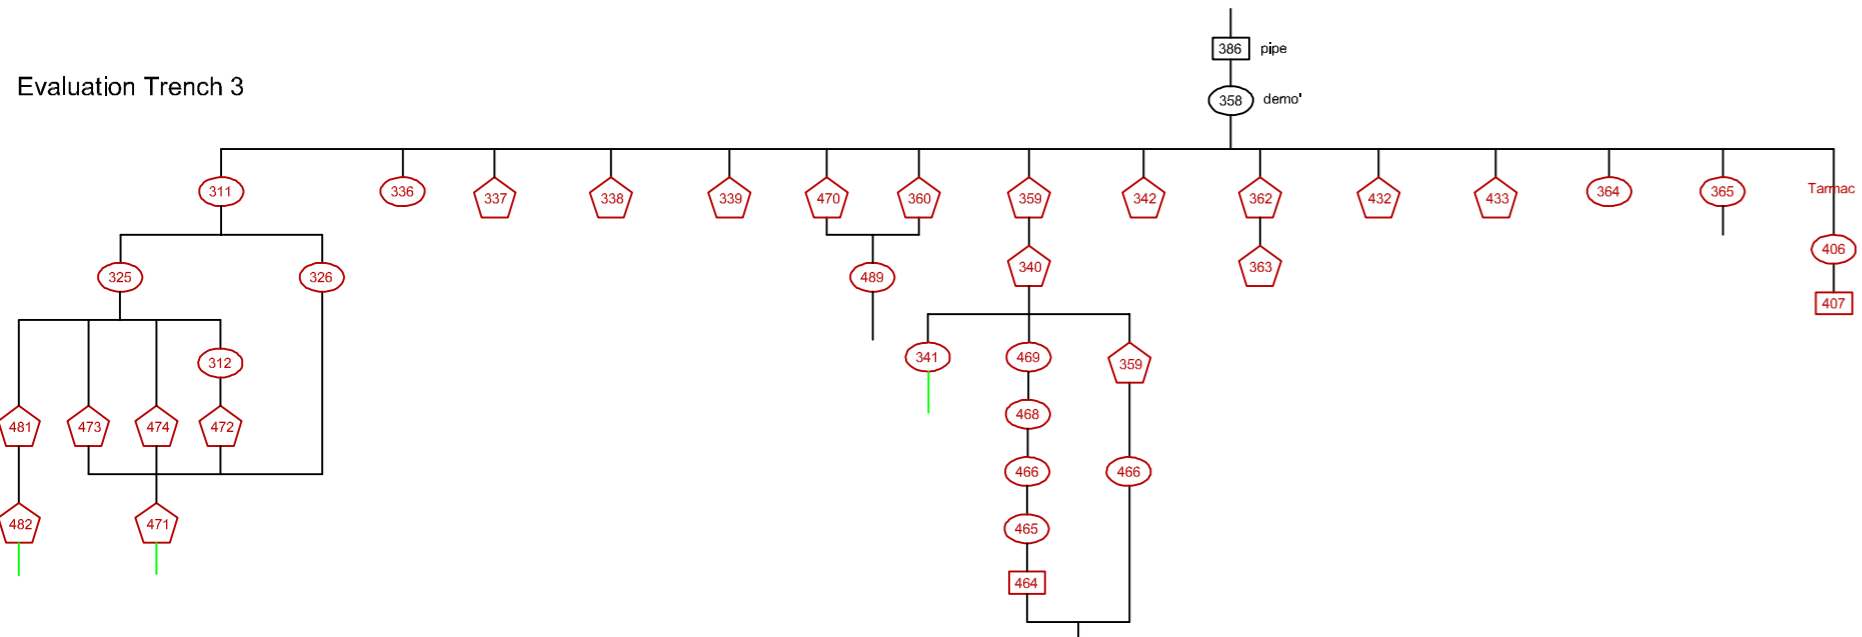 386 pipe
Evaluation Trench 3
358 demo'
311 336 337 338 339 470 360 359 342 362 432 433 364 365 Tarmac
406
325 326 489 340 363
407
312 341 469 359
468
481 473 474 472
466 466
482 471 465
464